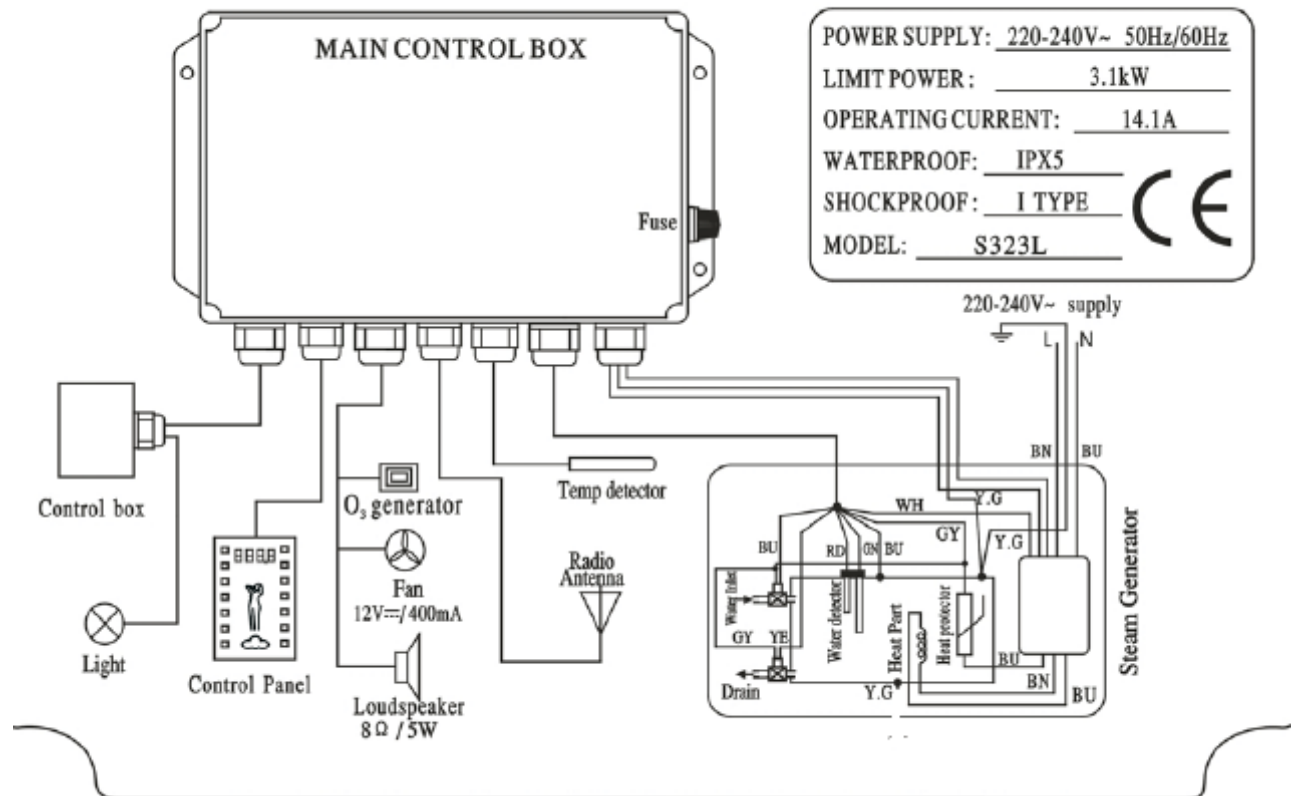 MAIN CONTROL BOX
Fuse
POWER SUPPLY: 220-240V~ 50Hz/60Hz
LIMIT POWER: 3.1kW
OPERATING CURRENT: 14.1A
WATERPROOF: IPX5
SHOCKPROOF: I TYPE
MODEL: S323L
CE
220-240V~ supply
L N
BN BU
Control box
Light
Control Panel
O₃ generator
Fan
12V⎓/400mA
Loudspeaker
8Ω/5W
Temp detector
Radio
Antenna
Steam Generator
WH
Y.G
GY
Y.G
BU
RD
GN
BU
Water Inlet
GY
YE
Drain
Water detector
Heat Part
Heat protector
Y.G
BU
BN
BU